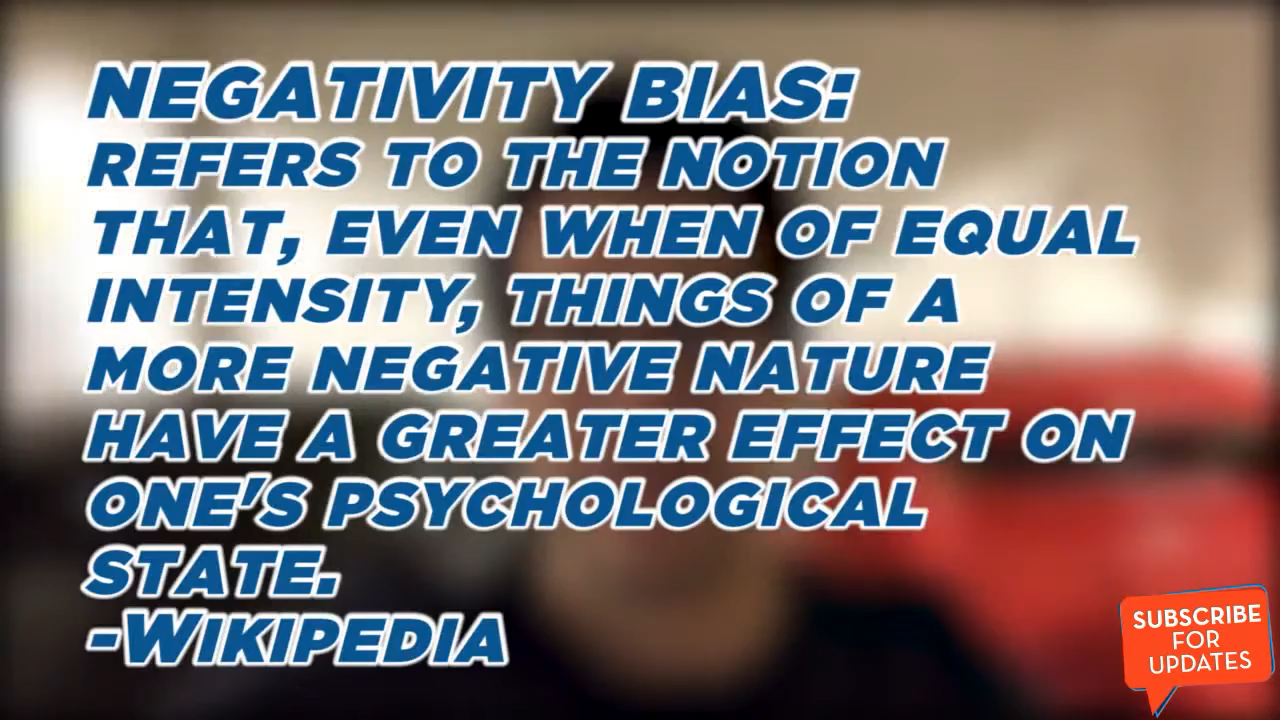 NEGATIVITY BIAS:
REFERS TO THE NOTION
THAT, EVEN WHEN OF EQUAL
INTENSITY, THINGS OF A
MORE NEGATIVE NATURE
HAVE A GREATER EFFECT ON
ONE'S PSYCHOLOGICAL
STATE.
-WIKIPEDIA
SUBSCRIBE
FOR
UPDATES